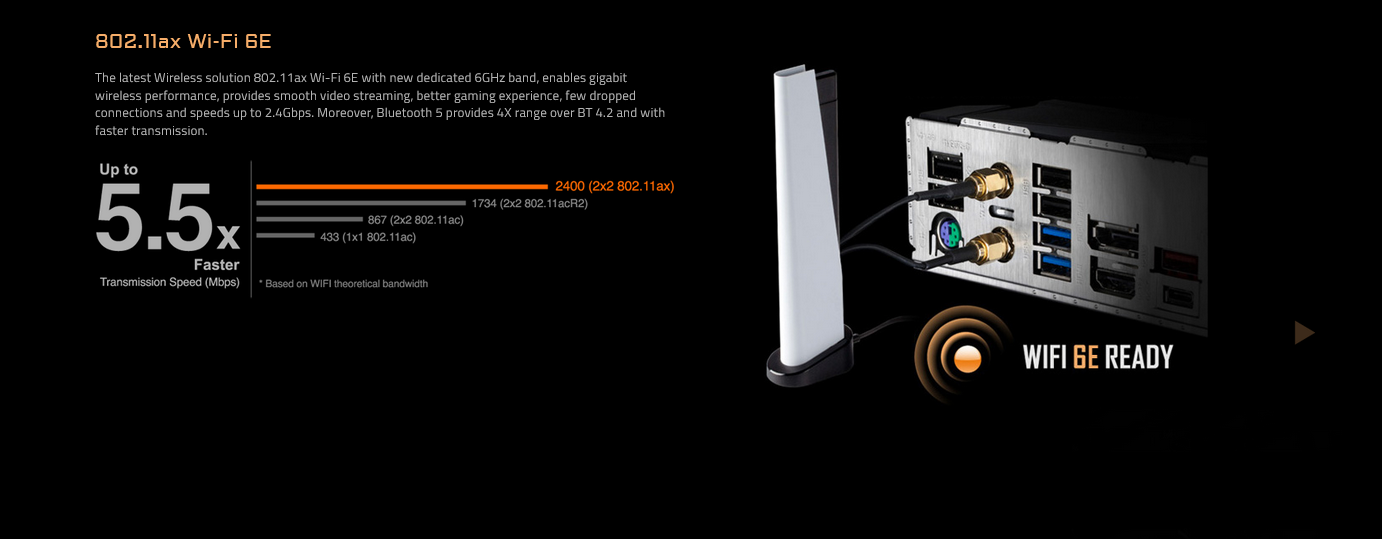 802.11ax Wi-Fi 6E
The latest Wireless solution 802.11ax Wi-Fi 6E with new dedicated 6GHz band, enables gigabit
wireless performance, provides smooth video streaming, better gaming experience, few dropped
connections and speeds up to 2.4Gbps. Moreover, Bluetooth 5 provides 4X range over BT 4.2 and with
faster transmission.
Up to
5.5x
Faster
Transmission Speed (Mbps)
2400 (2x2 802.11ax)
1734 (2x2 802.11acR2)
867 (2x2 802.11ac)
433 (1x1 802.11ac)
* Based on WIFI theoretical bandwidth
WIFI 6E READY